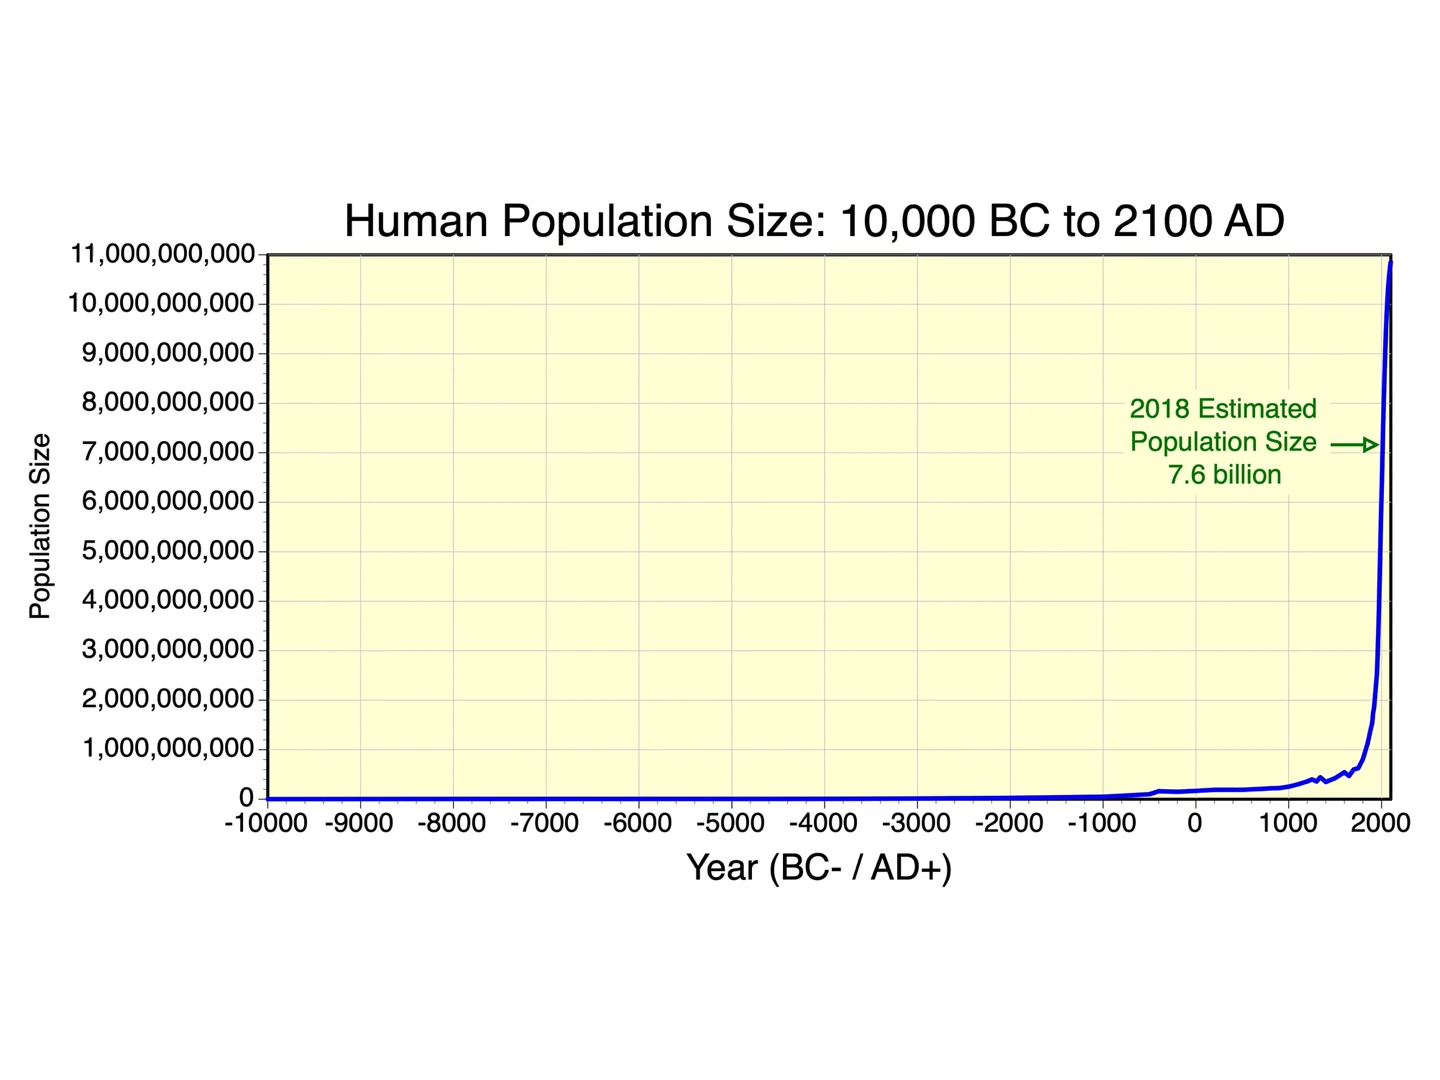 Human Population Size: 10,000 BC to 2100 AD
11,000,000,000
10,000,000,000
9,000,000,000
8,000,000,000
7,000,000,000
6,000,000,000
5,000,000,000
4,000,000,000
3,000,000,000
2,000,000,000
1,000,000,000
0
Population Size
2018 Estimated
Population Size
7.6 billion
-10000 -9000 -8000 -7000 -6000 -5000 -4000 -3000 -2000 -1000 0 1000 2000
Year (BC- / AD+)